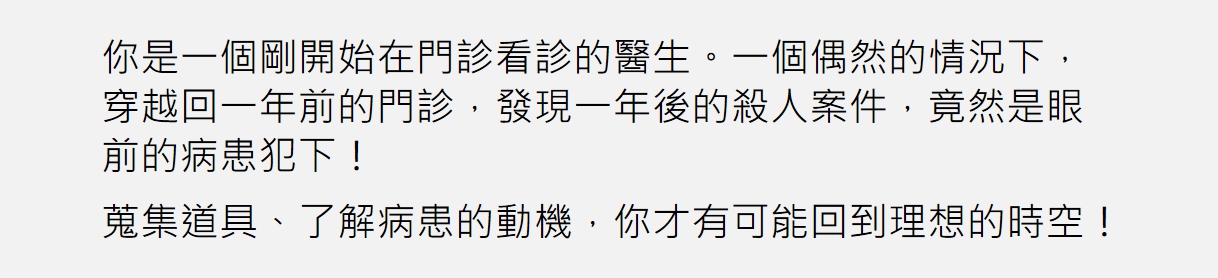 你是一個剛開始在門診看診的醫生。一個偶然的情況下，
穿越回一年前的門診，發現一年後的殺人案件，竟然是眼
前的病患犯下！
蒐集道具、了解病患的動機，你才有可能回到理想的時空！